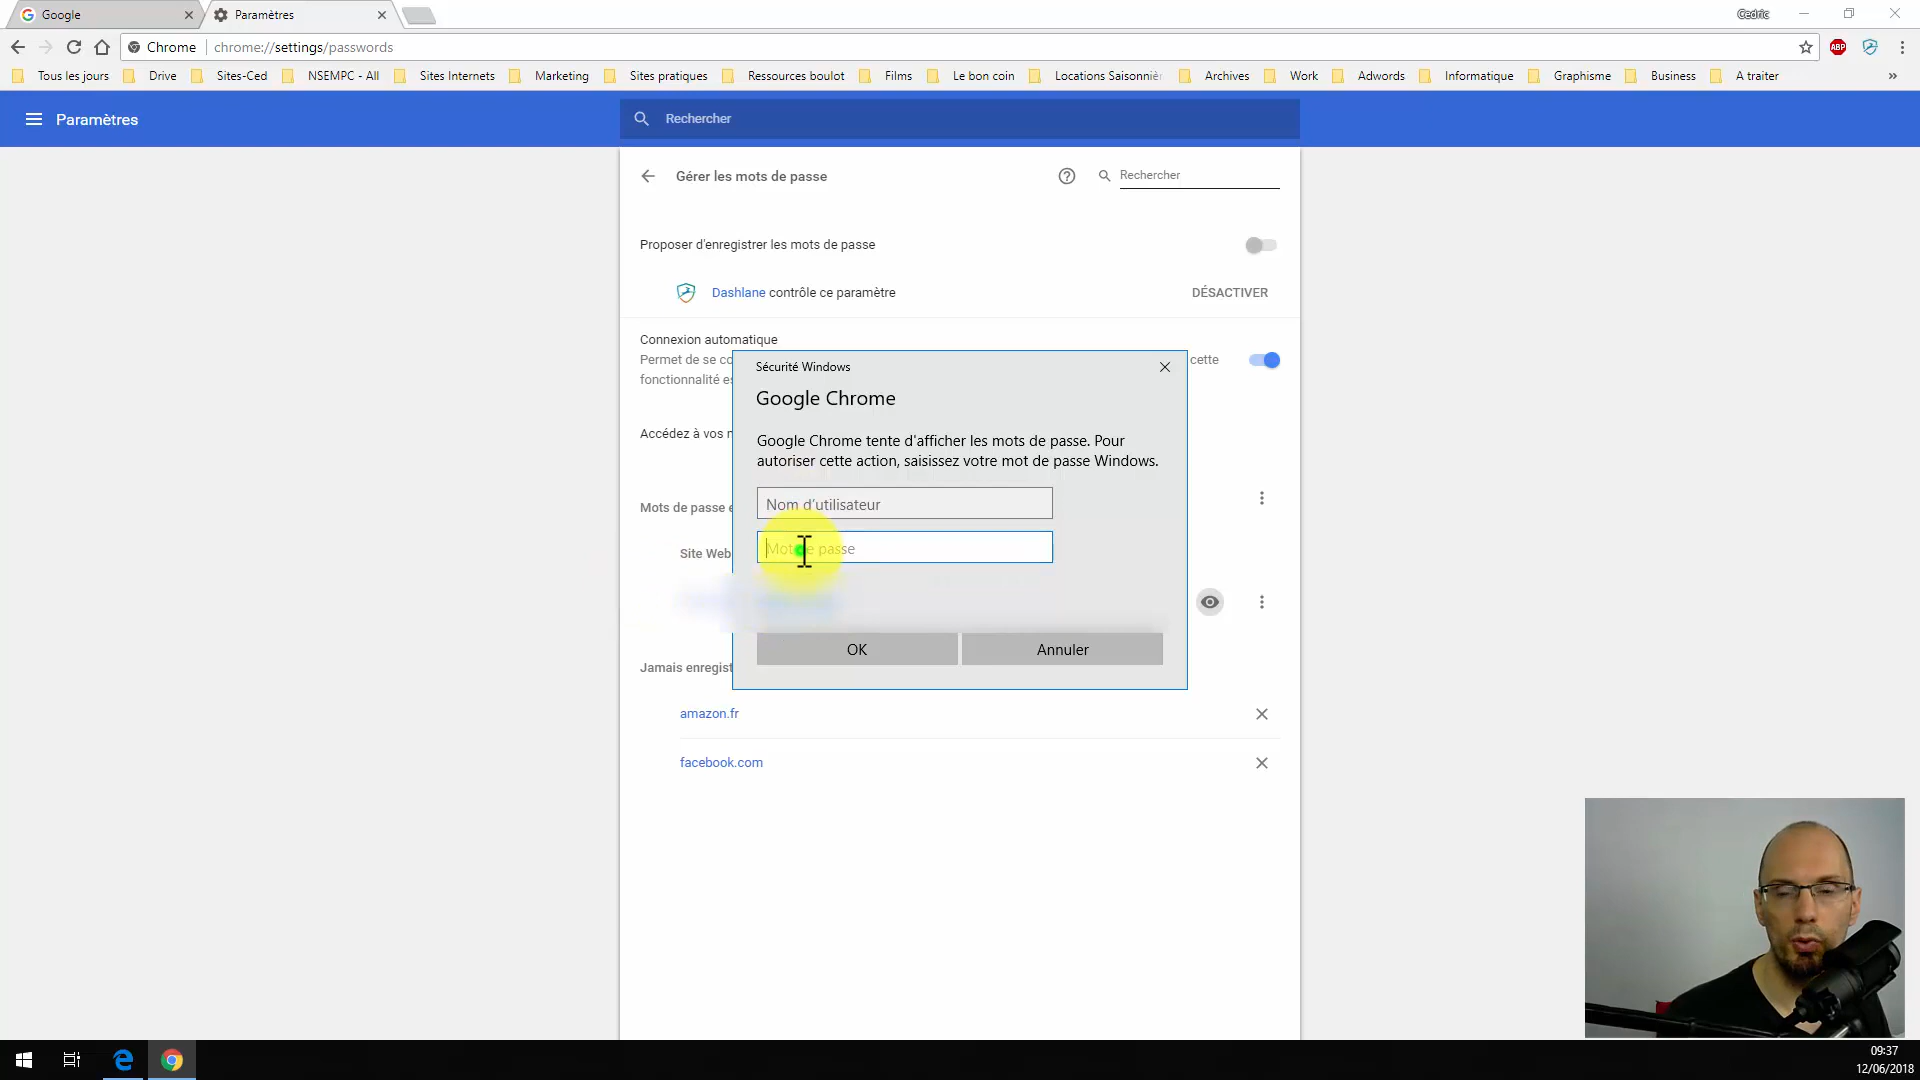 Google
Paramètres
Cedric
Chrome
chrome://settings/passwords
ABP
Tous les jours
Drive
Sites-Ced
NSEMPC - All
Sites Internets
Marketing
Sites pratiques
Ressources boulot
Films
Le bon coin
Locations Saisonniè
Archives
Work
Adwords
Informatique
Graphisme
Business
A traiter
»
Paramètres
Rechercher
Gérer les mots de passe
Rechercher
Proposer d'enregistrer les mots de passe
Dashlane contrôle ce paramètre
DÉSACTIVER
Connexion automatique
Permet de se co
cette
fonctionnalité es
Sécurité Windows
Google Chrome
Accédez à vos m
Google Chrome tente d'afficher les mots de passe. Pour
autoriser cette action, saisissez votre mot de passe Windows.
Mots de passe e
Nom d'utilisateur
Site Web
Mot de passe
OK
Annuler
Jamais enregist
amazon.fr
facebook.com
09:37
12/06/2018